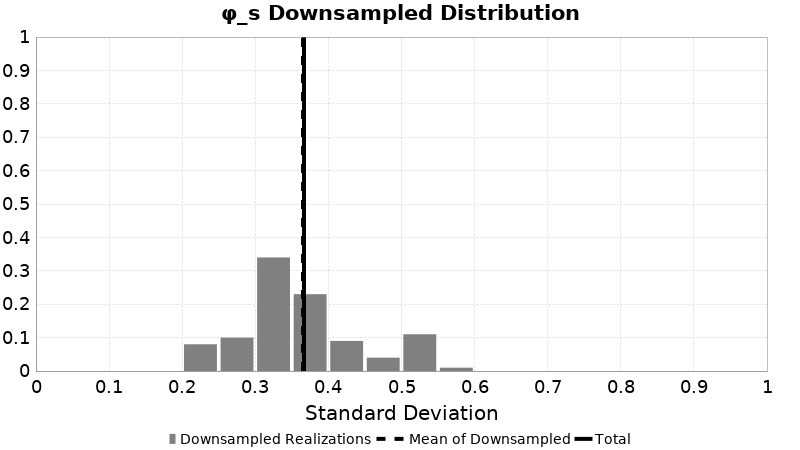 φ_s Downsampled Distribution
1
0.9
0.8
0.7
0.6
0.5
0.4
0.3
0.2
0.1
0
0 0.1 0.2 0.3 0.4 0.5 0.6 0.7 0.8 0.9 1
Standard Deviation
Downsampled Realizations Mean of Downsampled Total